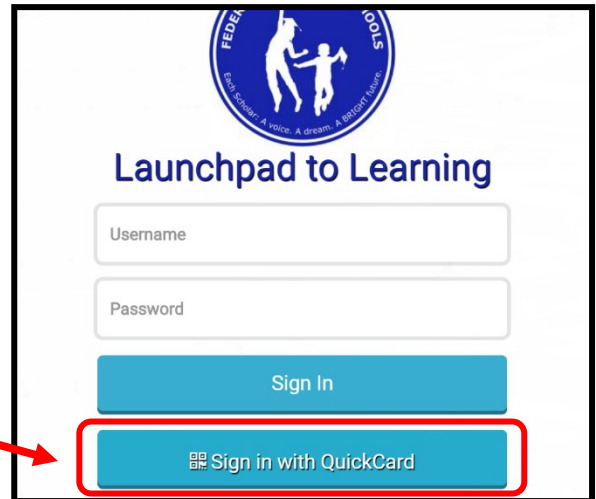 FEDER
OOLS
Each Scholar: A voice. A dream. A BRIGHT future.
Launchpad to Learning
Username
Password
Sign In
Sign in with QuickCard